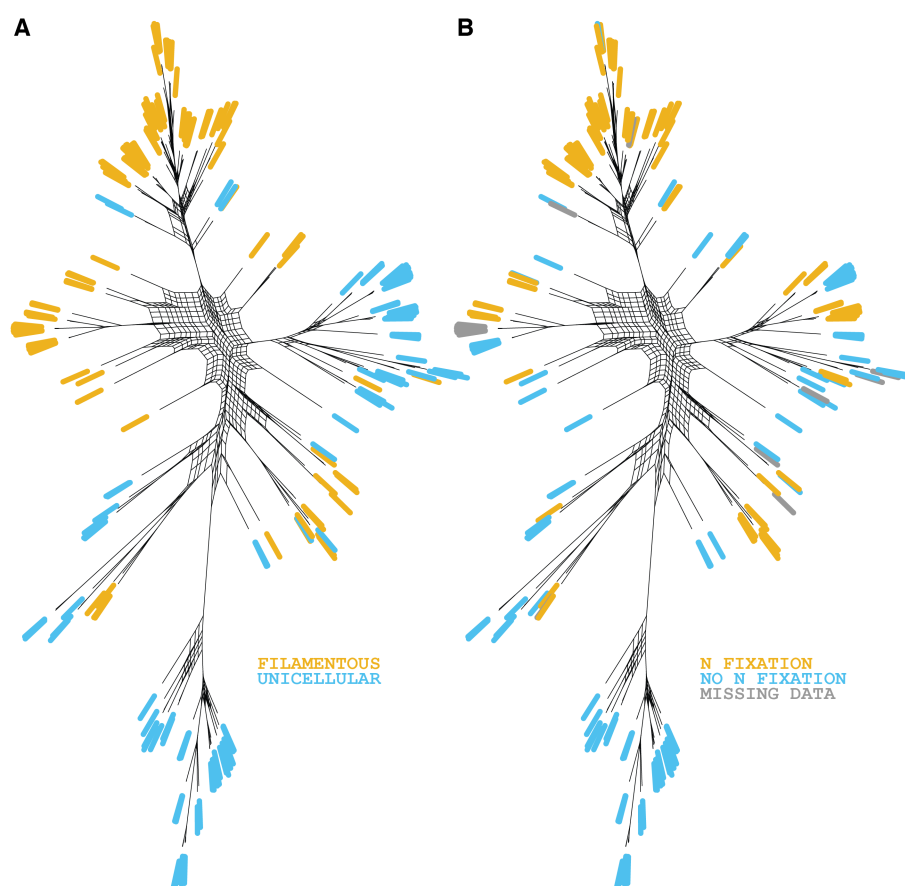 A
B
FILAMENTOUS
UNICELLULAR
N FIXATION
NO N FIXATION
MISSING DATA